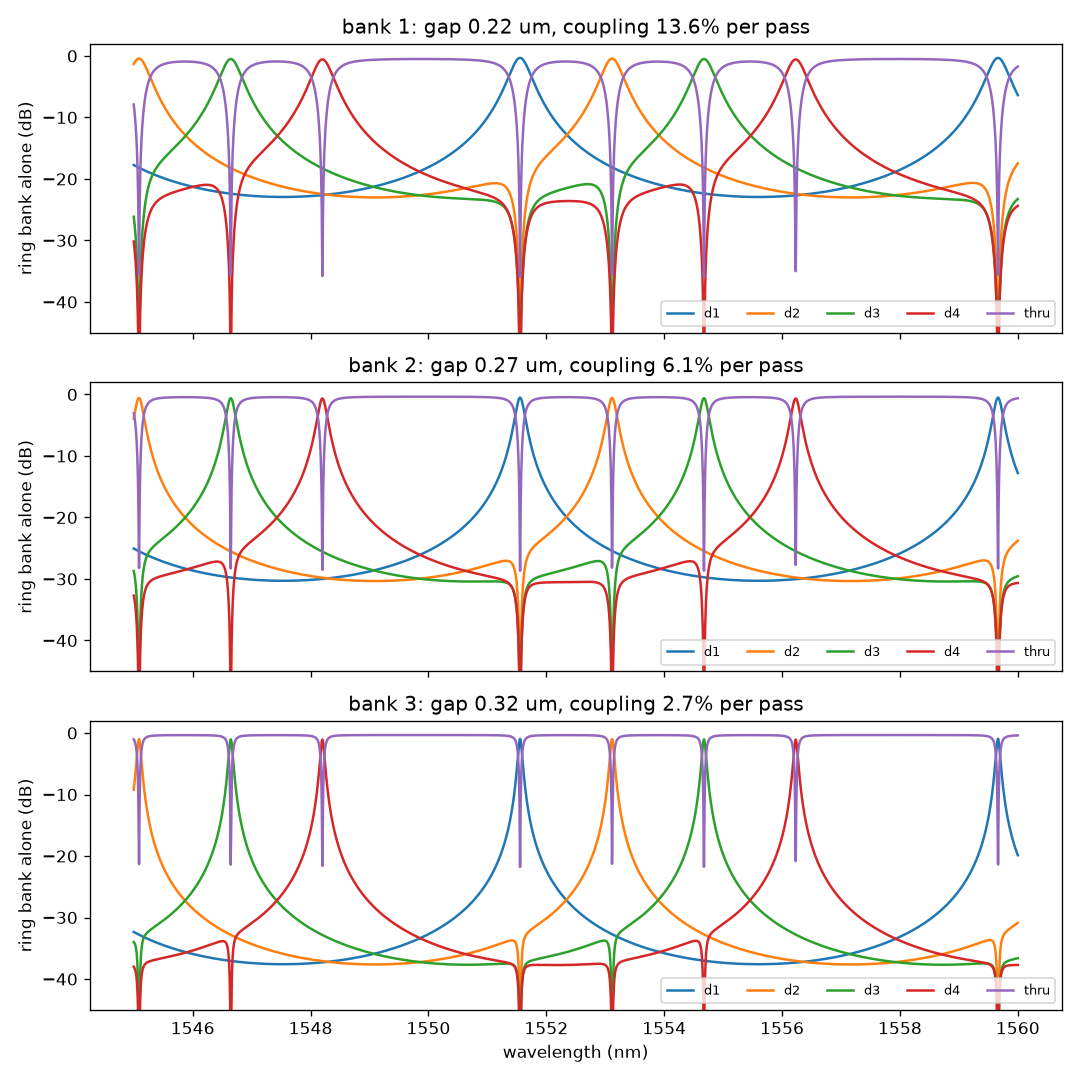 bank 1: gap 0.22 um, coupling 13.6% per pass
ring bank alone (dB)
0
−10
−20
−30
−40
d1 d2 d3 d4 thru
bank 2: gap 0.27 um, coupling 6.1% per pass
ring bank alone (dB)
0
−10
−20
−30
−40
d1 d2 d3 d4 thru
bank 3: gap 0.32 um, coupling 2.7% per pass
ring bank alone (dB)
0
−10
−20
−30
−40
d1 d2 d3 d4 thru
1546 1548 1550 1552 1554 1556 1558 1560
wavelength (nm)